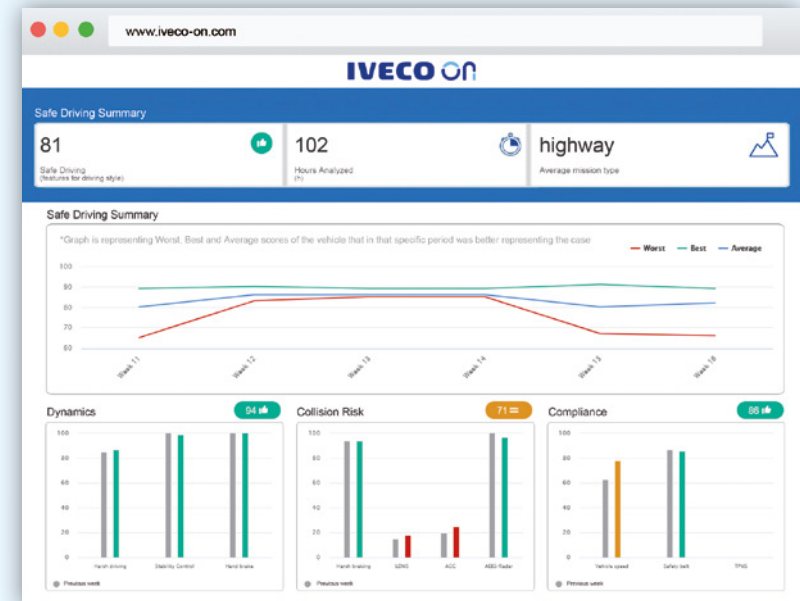 www.iveco-on.com
IVECO ON
Safe Driving Summary
81
Safe Driving
(features for driving style)
102
Hours Analyzed
(h)
highway
Average mission type
Safe Driving Summary
*Graph is representing Worst, Best and Average scores of the vehicle that in that specific period was better representing the case
Worst Best Average
100
90
80
70
60
Week 11 Week 12 Week 13 Week 14 Week 15 Week 16
Dynamics 94
100
80
60
40
20
0
Harsh driving Stability Control Hand brake
Previous week
Collision Risk 71
100
80
60
40
20
0
Harsh braking LDWS ACC AEBS Radar
Previous week
Compliance 86
100
80
60
40
20
0
Vehicle speed Safety belt TPMS
Previous week